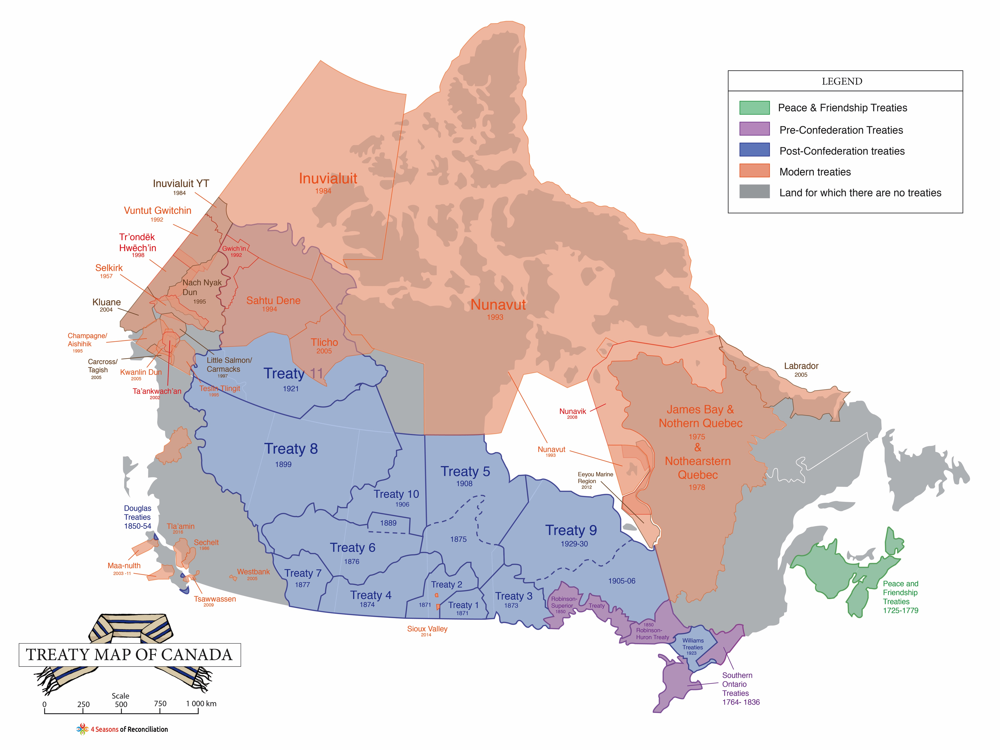 LEGEND
Peace & Friendship Treaties
Pre-Confederation Treaties
Post-Confederation treaties
Modern treaties
Land for which there are no treaties
Inuvialuit
1984
Inuvialuit YT
1984
Vuntut Gwitchin
1992
Tr'ondëk
Hwëch'in
1998
Gwich'in
1992
Selkirk
1957
Nach Nyak
Dun
1995
Kluane
2004
Sahtu Dene
1994
Nunavut
1993
Champagne/
Aishihik
1995
Tlicho
2005
Carcross/
Tagish
2005
Kwanlin Dun
2005
Little Salmon/
Carmacks
1997
Ta'ankwach'an
2002
Teslin Tlingit
1995
Treaty 11
1921
Labrador
2005
Nunavik
2008
James Bay &
Nothern Quebec
1975
&
Nothearstern
Quebec
1978
Treaty 8
1899
Nunavut
1993
Treaty 5
1908
Eeyou Marine
Region
2012
Treaty 10
1906
Douglas
Treaties
1850-54
1889
1875
Treaty 9
1929-30
Tla'amin
2016
Sechelt
1986
Treaty 6
1876
Maa-nulth
2003 -11
Westbank
2005
Treaty 7
1877
Treaty 2
1871
1905-06
Tsawwassen
2009
Treaty 4
1874
Treaty 1
1871
Treaty 3
1873
Robinson-
Superior
1850
Treaty
Peace and
Friendship
Treaties
1725-1779
Sioux Valley
2014
1850
Robinson-
Huron Treaty
Williams
Treaties
1923
Southern
Ontario
Treaties
1764- 1836
TREATY MAP OF CANADA
Scale
0 250 500 750 1 000 km
4 Seasons of Reconciliation